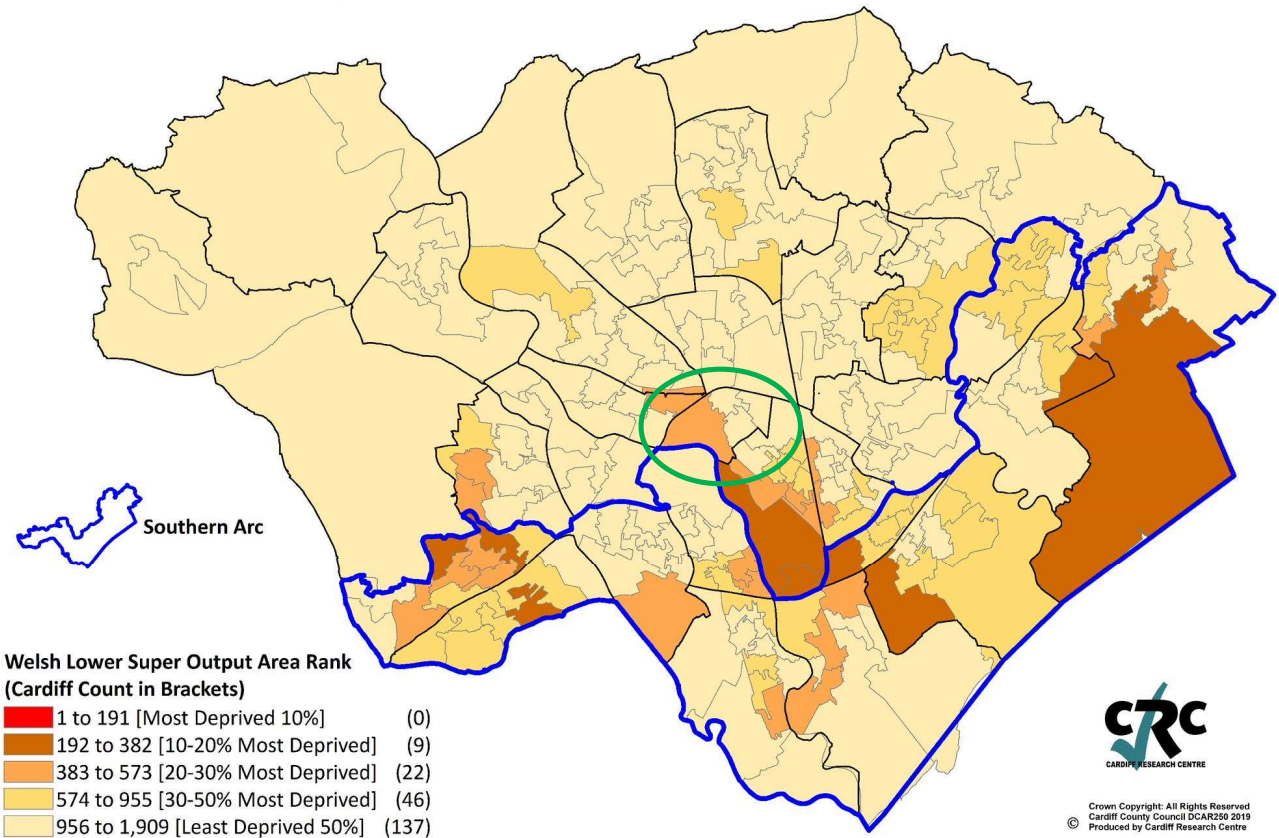 Southern Arc
Welsh Lower Super Output Area Rank
(Cardiff Count in Brackets)
1 to 191 [Most Deprived 10%] (0)
192 to 382 [10-20% Most Deprived] (9)
383 to 573 [20-30% Most Deprived] (22)
574 to 955 [30-50% Most Deprived] (46)
956 to 1,909 [Least Deprived 50%] (137)
CRC
CARDIFF RESEARCH CENTRE
Crown Copyright: All Rights Reserved
Cardiff County Council DCAR250 2019
© Produced by Cardiff Research Centre